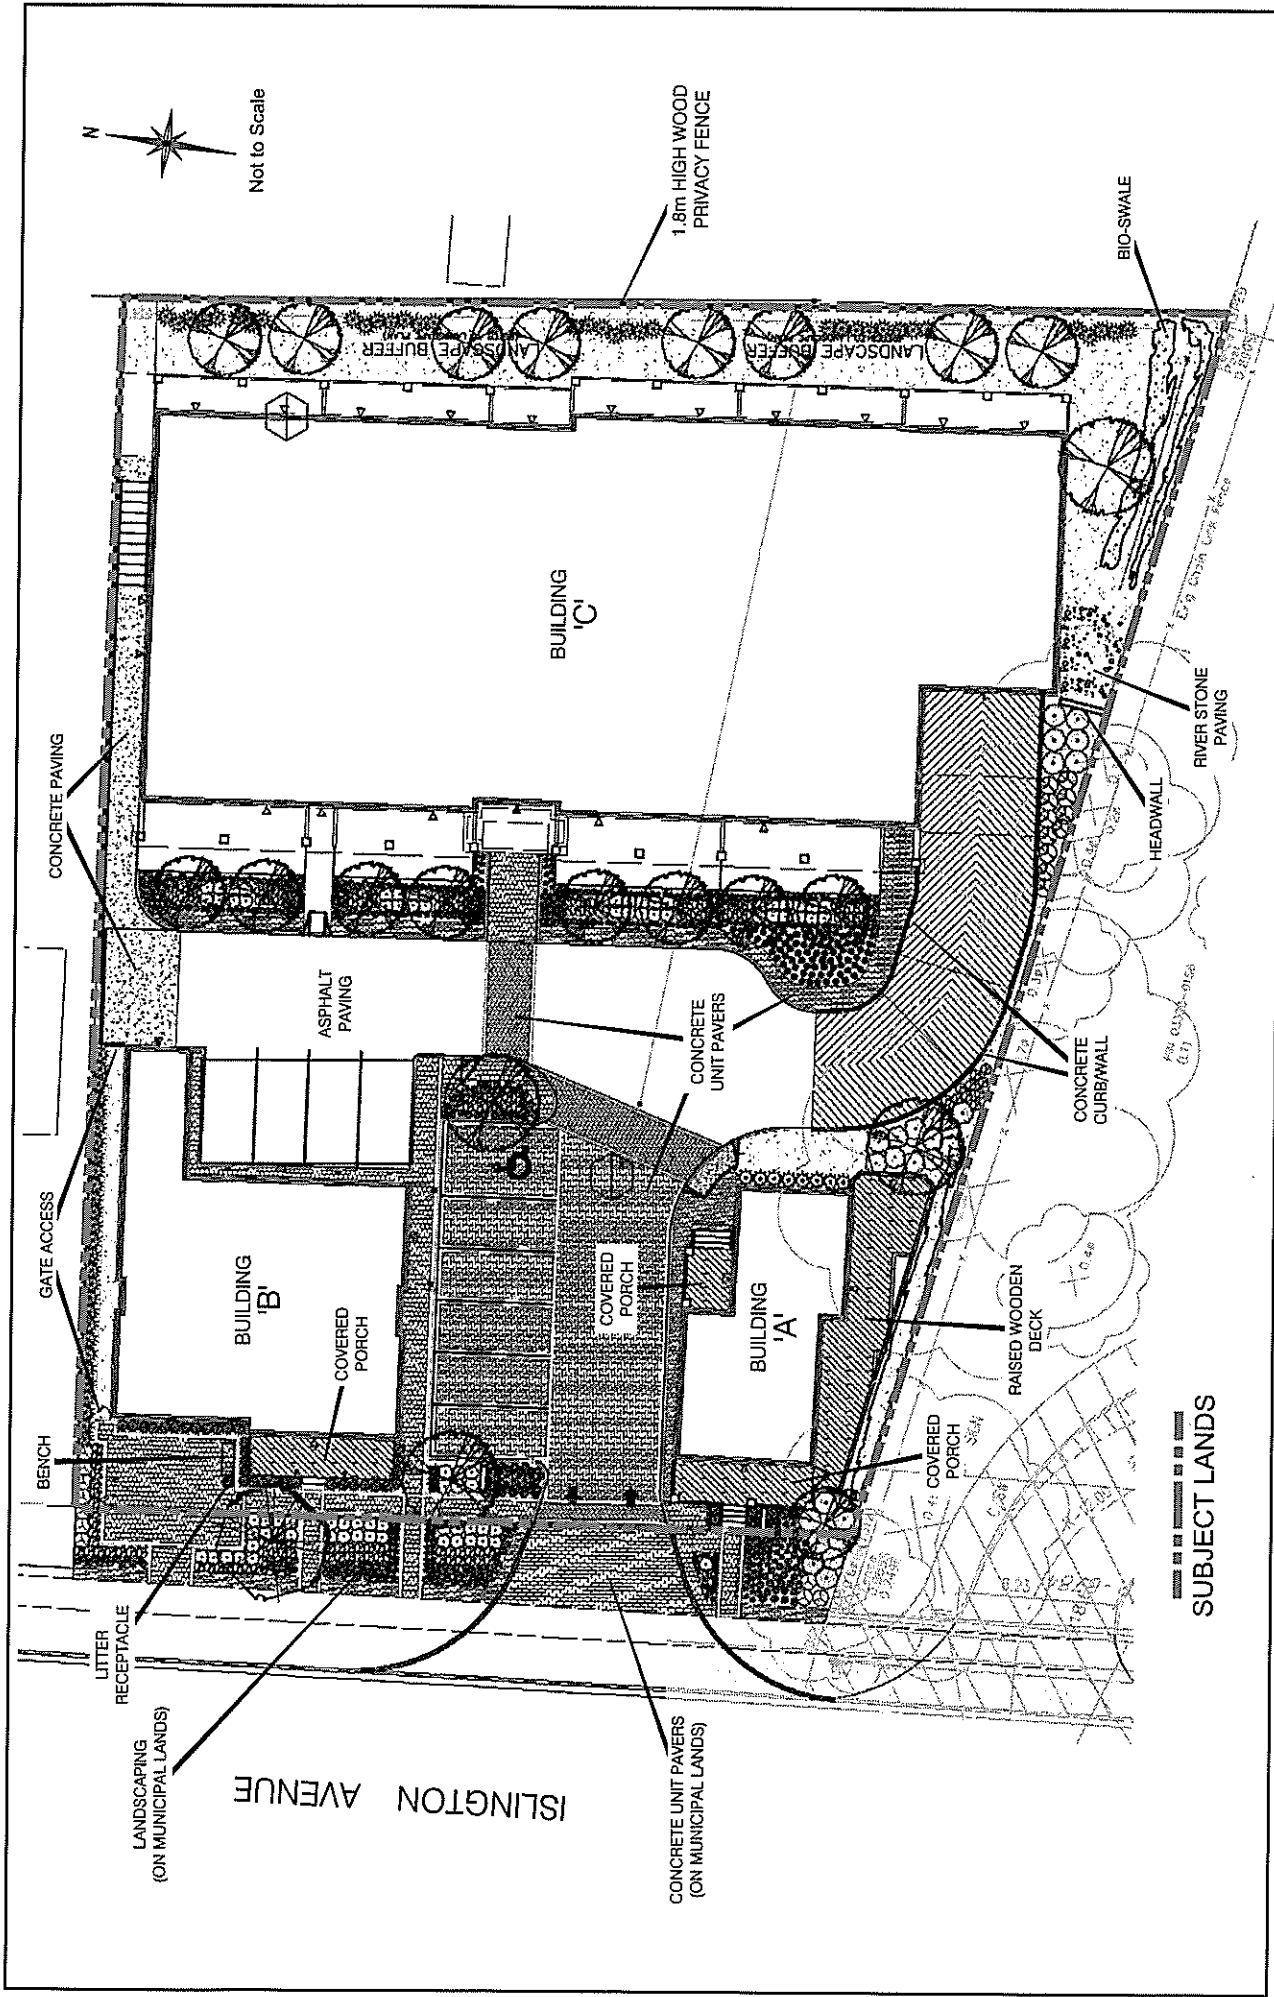 N
Not to Scale
1.8m HIGH WOOD
PRIVACY FENCE
BIO-SWALE
LANDSCAPE BUFFER
LANDSCAPE BUFFER
CONCRETE PAVING
BUILDING
'C'
RIVER STONE
PAVING
HEADWALL
ASPHALT
PAVING
CONCRETE
UNIT PAVERS
CONCRETE
CURB/WALL
GATE ACCESS
BUILDING
'B'
COVERED
PORCH
COVERED
PORCH
BUILDING
'A'
RAISED WOODEN
DECK
COVERED
PORCH
BENCH
LITTER
RECEPTACLE
LANDSCAPING
(ON MUNICIPAL LANDS)
CONCRETE UNIT PAVERS
(ON MUNICIPAL LANDS)
ISLINGTON AVENUE
SUBJECT LANDS